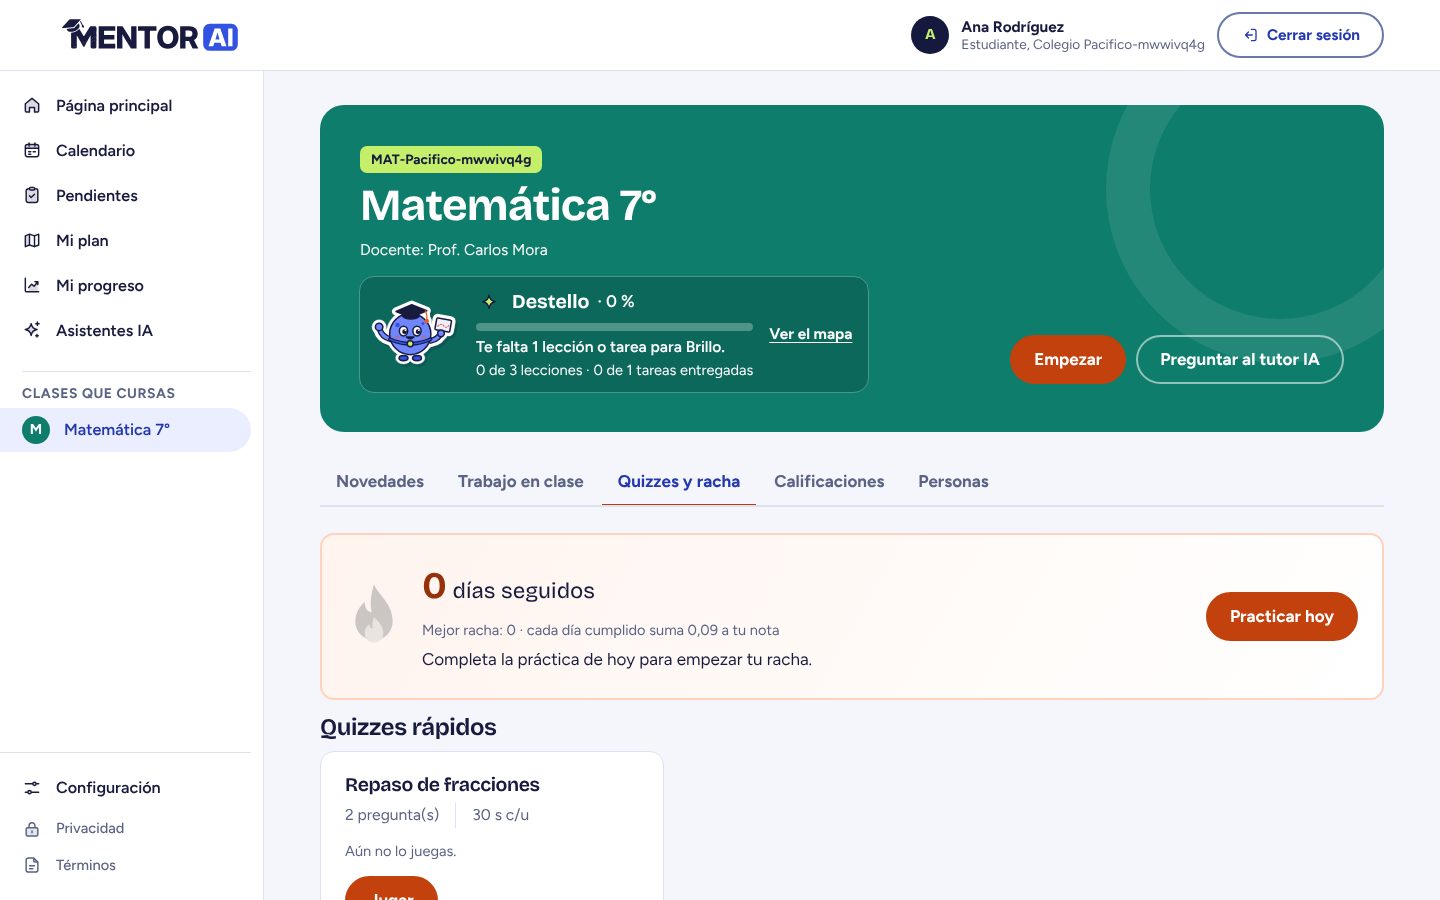 MENTOR AI
A
Ana Rodríguez
Estudiante, Colegio Pacifico-mwwivq4g
Cerrar sesión
Página principal
Calendario
Pendientes
Mi plan
Mi progreso
Asistentes IA
CLASES QUE CURSAS
M
Matemática 7°
Configuración
Privacidad
Términos
MAT-Pacifico-mwwivq4g
Matemática 7°
Docente: Prof. Carlos Mora
Destello · 0 %
Te falta 1 lección o tarea para Brillo.
0 de 3 lecciones · 0 de 1 tareas entregadas
Ver el mapa
Empezar
Preguntar al tutor IA
Novedades
Trabajo en clase
Quizzes y racha
Calificaciones
Personas
0 días seguidos
Mejor racha: 0 · cada día cumplido suma 0,09 a tu nota
Completa la práctica de hoy para empezar tu racha.
Practicar hoy
Quizzes rápidos
Repaso de fracciones
2 pregunta(s)
30 s c/u
Aún no lo juegas.
Jugar